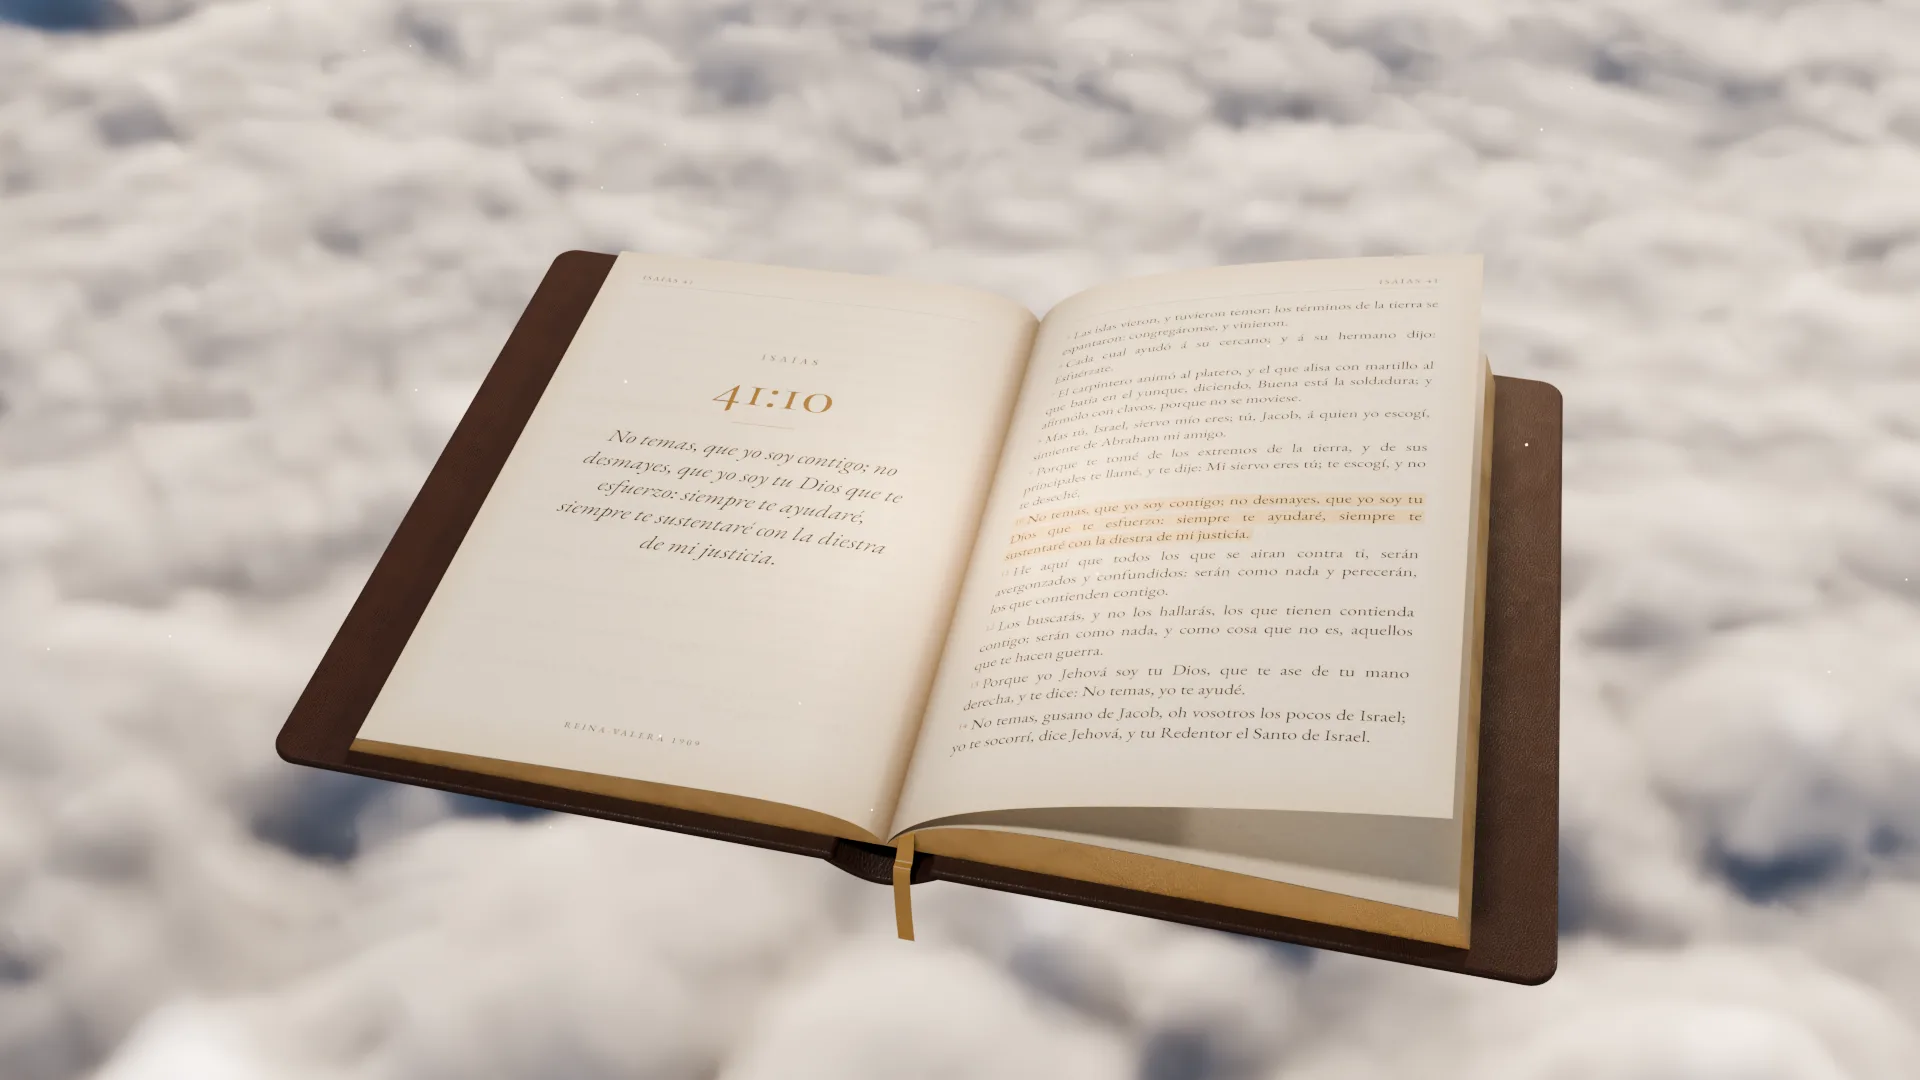 ISAÍAS 41
ISAÍAS
41:10
No temas, que yo soy contigo; no
desmayes, que yo soy tu Dios que te
esfuerzo: siempre te ayudaré,
siempre te sustentaré con la diestra
de mi justicia.
REINA VALERA 1909
ISAÍAS 41
5 Las islas vieron, y tuvieron temor; los términos de la tierra se
espantaron: congregáronse, y vinieron.
6 Cada cual ayudó á su cercano, y á su hermano dijo:
Esfuérzate.
7 El carpintero animó al platero, y el que alisa con martillo al
que batía en el yunque, diciendo, Buena está la soldadura; y
afirmólo con clavos, porque no se moviese.
8 Mas tú, Israel, siervo mío eres; tú, Jacob, á quien yo escogí,
simiente de Abraham mi amigo.
9 Porque te tomé de los extremos de la tierra, y de sus
principales te llamé, y te dije: Mi siervo eres tú; te escogí, y no
te deseché.
10 No temas, que yo soy contigo; no desmayes, que yo soy tu
Dios que te esfuerzo: siempre te ayudaré, siempre te
sustentaré con la diestra de mi justicia.
11 He aquí que todos los que se airan contra ti, serán
avergonzados y confundidos: serán como nada y perecerán,
los que contienden contigo.
12 Los buscarás, y no los hallarás, los que tienen contienda
contigo; serán como nada, y como cosa que no es, aquellos
que te hacen guerra.
13 Porque yo Jehová soy tu Dios, que te ase de tu mano
derecha, y te dice: No temas, yo te ayudé.
14 No temas, gusano de Jacob, oh vosotros los pocos de Israel;
yo te socorrí, dice Jehová, y tu Redentor el Santo de Israel.